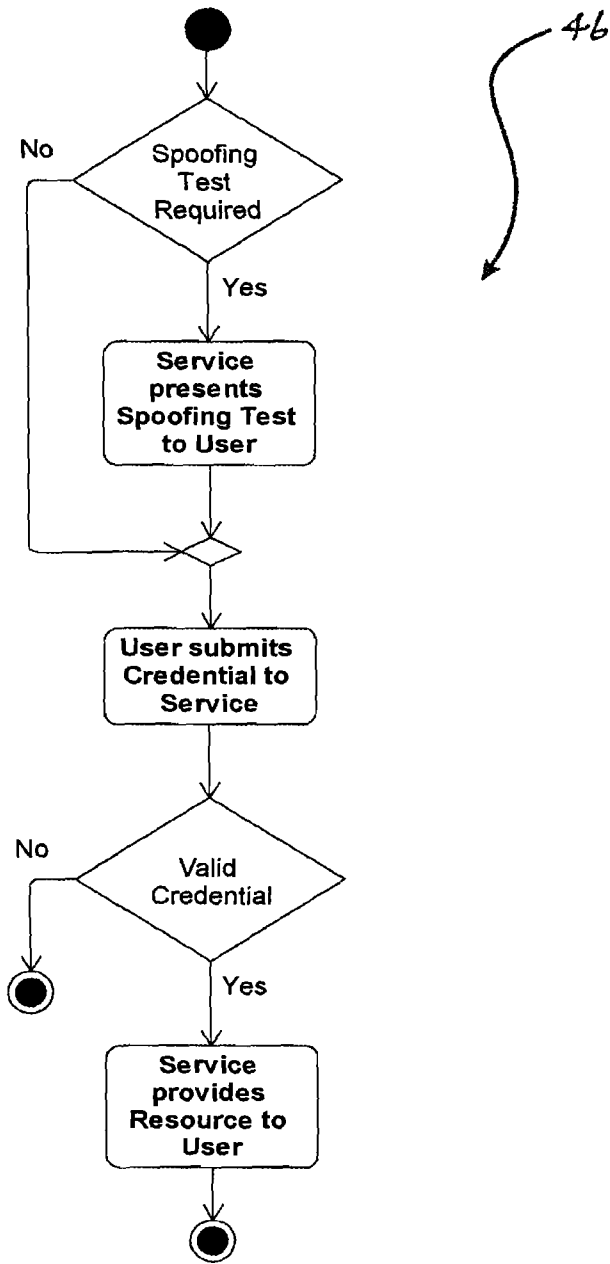 46
No
Spoofing
Test
Required
Yes
Service
presents
Spoofing Test
to User
User submits
Credential to
Service
No
Valid
Credential
Yes
Service
provides
Resource to
User